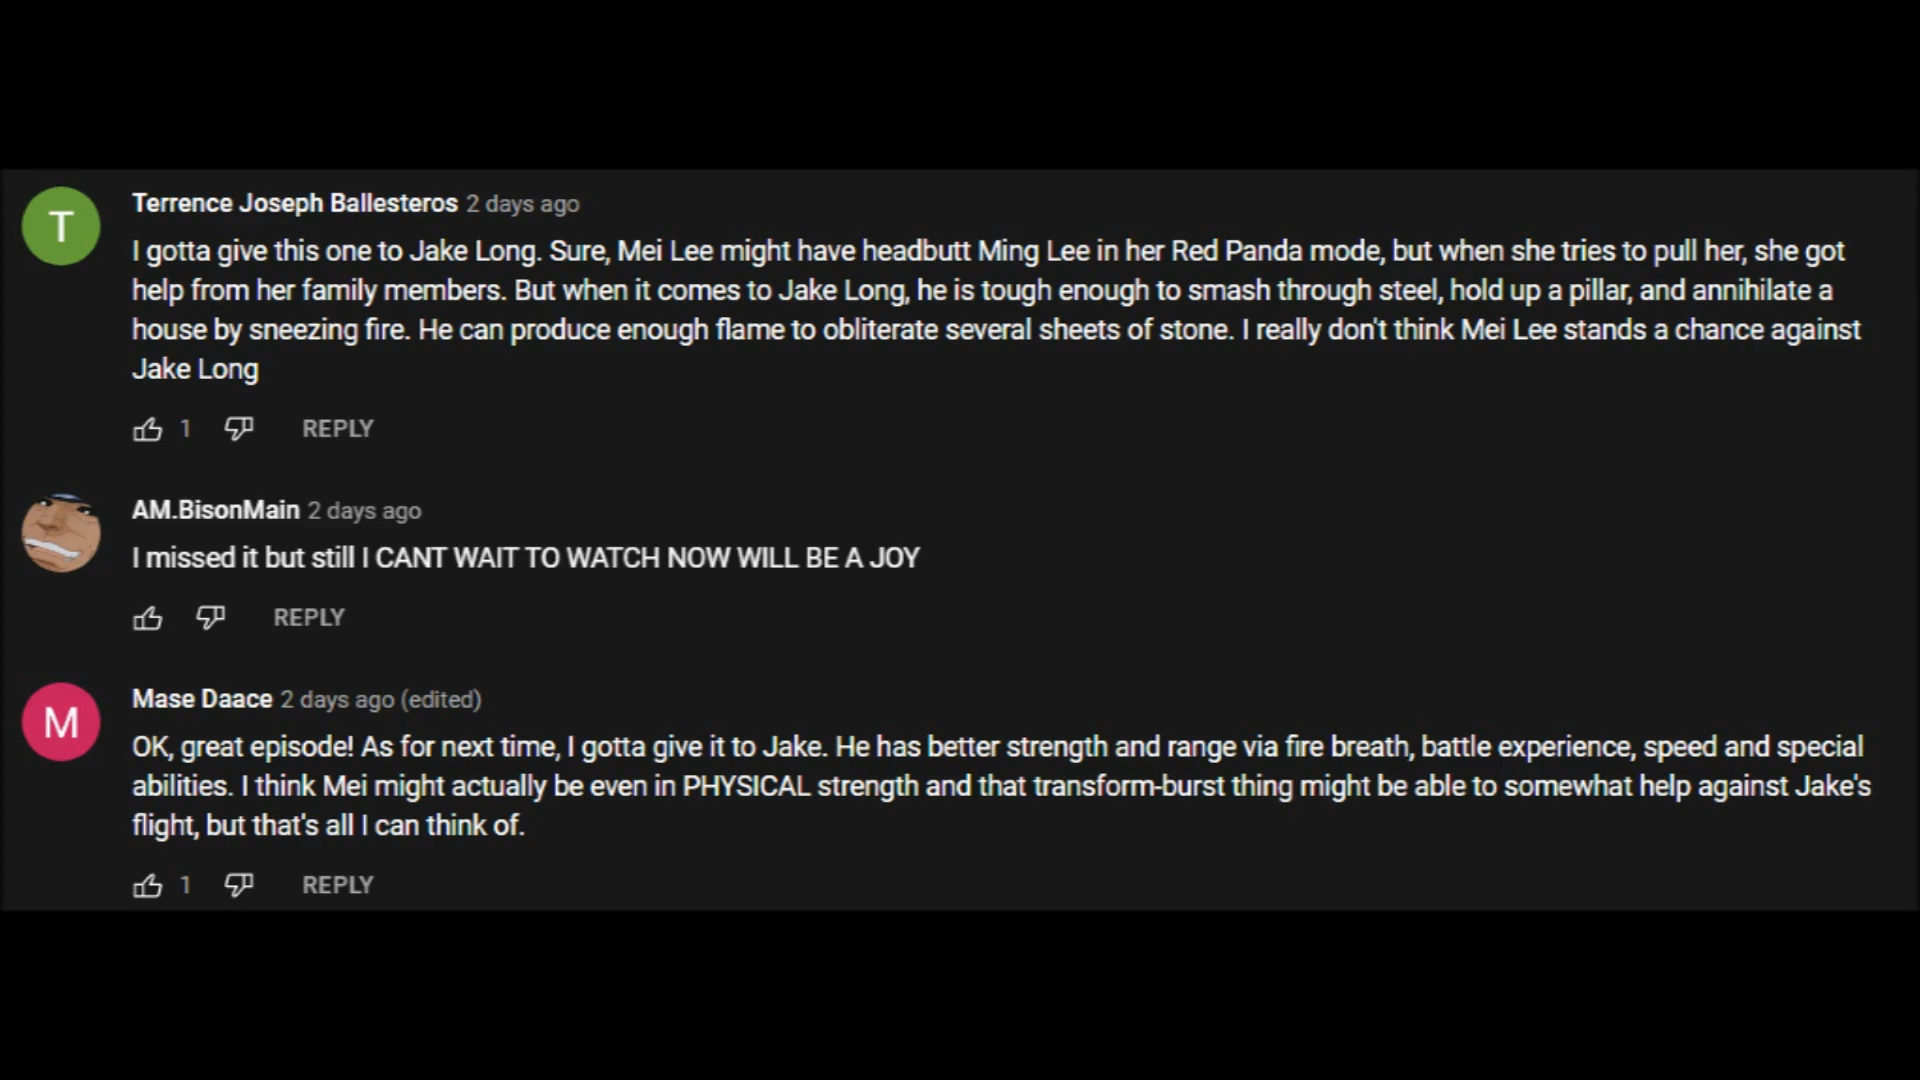 T
Terrence Joseph Ballesteros 2 days ago
I gotta give this one to Jake Long. Sure, Mei Lee might have headbutt Ming Lee in her Red Panda mode, but when she tries to pull her, she got
help from her family members. But when it comes to Jake Long, he is tough enough to smash through steel, hold up a pillar, and annihilate a
house by sneezing fire. He can produce enough flame to obliterate several sheets of stone. I really don't think Mei Lee stands a chance against
Jake Long
1 REPLY
AM.BisonMain 2 days ago
I missed it but still I CANT WAIT TO WATCH NOW WILL BE A JOY
REPLY
M
Mase Daace 2 days ago (edited)
OK, great episode! As for next time, I gotta give it to Jake. He has better strength and range via fire breath, battle experience, speed and special
abilities. I think Mei might actually be even in PHYSICAL strength and that transform-burst thing might be able to somewhat help against Jake's
flight, but that's all I can think of.
1 REPLY